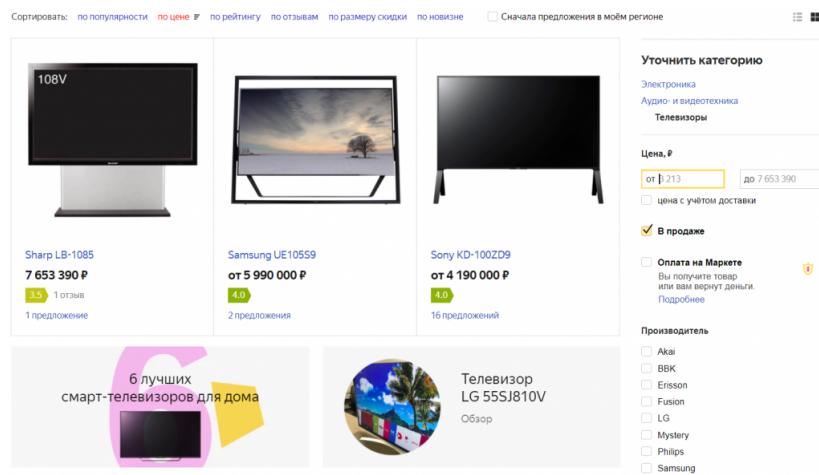 Сортировать: по популярности по цене по рейтингу по отзывам по размеру скидки по новизне Сначала предложения в моём регионе
108V
Sharp LB-1085
7 653 390 ₽
3.5 1 отзыв
1 предложение
Samsung UE105S9
от 5 990 000 ₽
4.0
2 предложения
Sony KD-100ZD9
от 4 190 000 ₽
4.0
16 предложений
6 лучших
смарт-телевизоров для дома
Телевизор
LG 55SJ810V
Обзор
Уточнить категорию
Электроника
Аудио- и видеотехника
Телевизоры
Цена, ₽
от 3 213 до 7 653 390
цена с учётом доставки
В продаже
Оплата на Маркете
Вы получите товар
или вам вернут деньги.
Подробнее
Производитель
Akai
BBK
Erisson
Fusion
LG
Mystery
Philips
Samsung